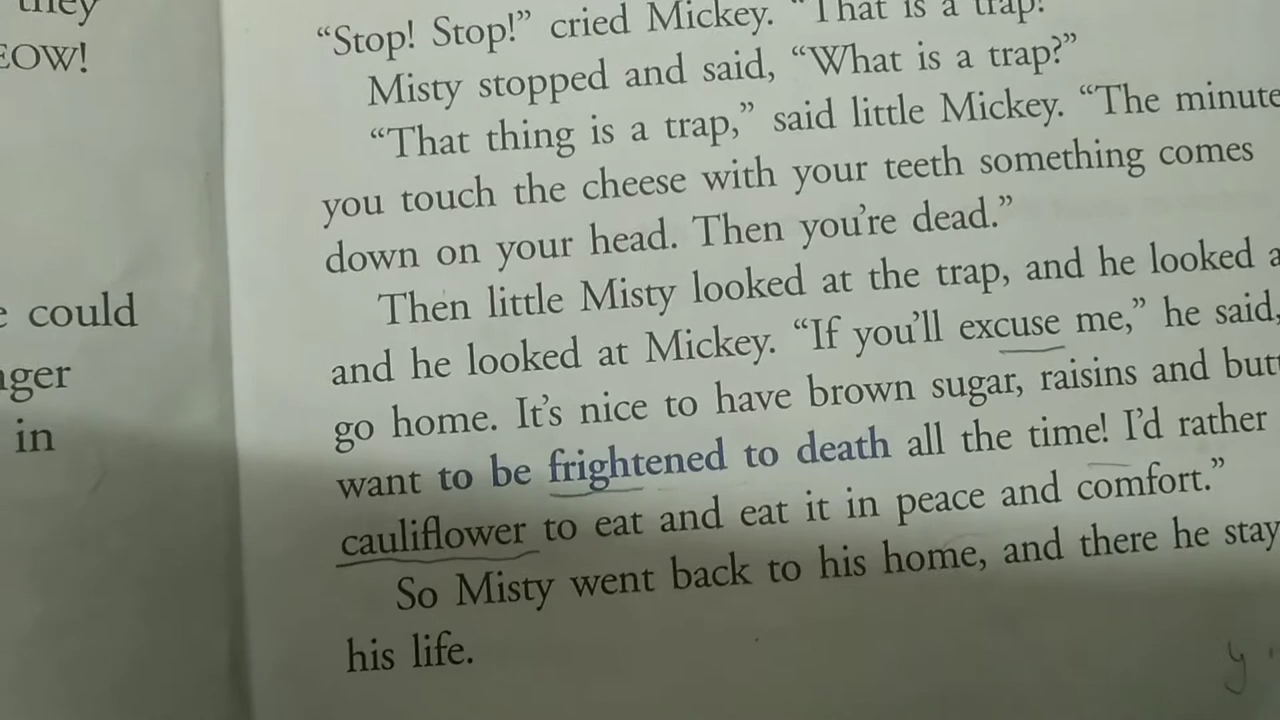 they
EOW!
could
in
"Stop! Stop!" cried Mickey. "That is a trap!
Misty stopped and said, "What is a trap?"
"That thing is a trap," said little Mickey. "The minute
you touch the cheese with your teeth something comes
down on your head. Then you're dead."
Then little Misty looked at the trap, and he looked
and he looked at Mickey. "If you'll excuse me," he said,
go home. It's nice to have brown sugar, raisins and
want to be frightened to death all the time! I'd rather
cauliflower to eat and eat it in peace and comfort."
So Misty went back to his home, and there he stay
his life.
y